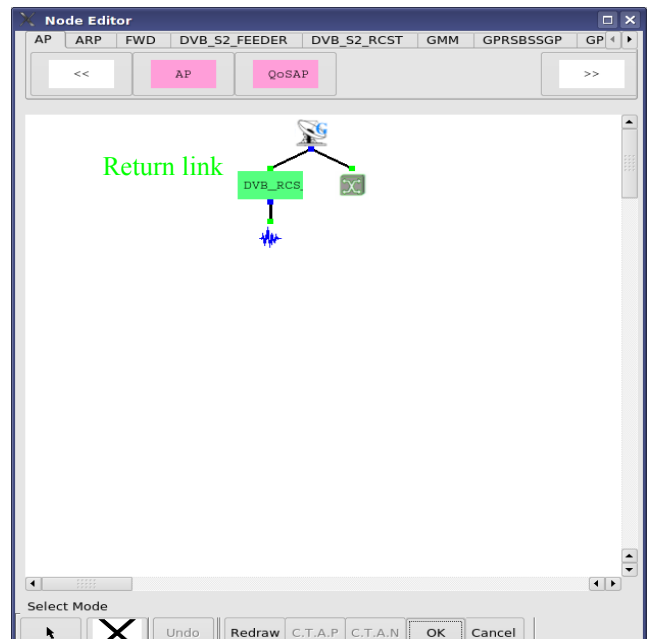 Node Editor
AP ARP FWD DVB_S2_FEEDER DVB_S2_RCST GMM GPRSBSSGP GP
<< AP QoSAP >>
G
Return link
DVB_RCS_
Select Mode
Undo Redraw C.T.A.P C.T.A.N OK Cancel